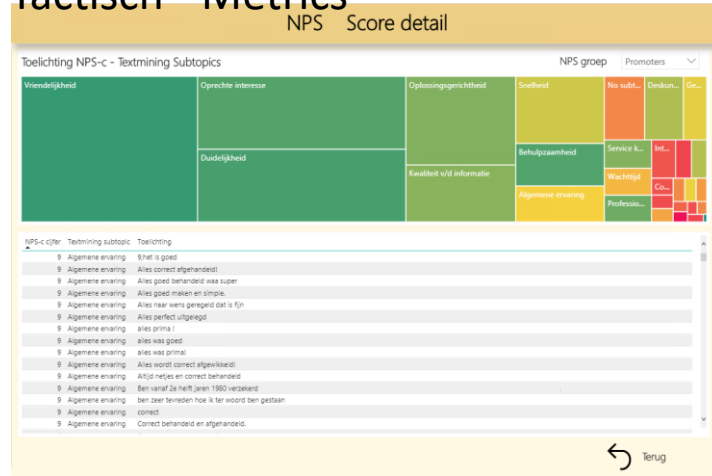 Tactisch - Metrics
NPS Score detail
Toelichting NPS-c - Textmining Subtopics
NPS groep
Promoters
Vriendelijkheid
Oprechte interesse
Duidelijkheid
Oplossingsgerichtheid
Kwaliteit v/d informatie
Snelheid
Behulpzaamheid
Algemene ervaring
No subt...
Deskun...
Ge...
Service k...
Int...
Wachttijd
Co...
Professio...
NPS-c cijfer Textmining subtopic Toelichting
9 Algemene ervaring 9,het is goed
9 Algemene ervaring Alles correct afgehandeld!
9 Algemene ervaring Alles goed behandeld waa super
9 Algemene ervaring Alles goed maken en simpie.
9 Algemene ervaring Alles naar wens geregeld dat is fijn
9 Algemene ervaring Alles perfect uitgelegd
9 Algemene ervaring alles prima !
9 Algemene ervaring alles was goed
9 Algemene ervaring alles was prima!
9 Algemene ervaring Alles wordt correct afgewikkeld!
9 Algemene ervaring Altijd netjes en correct behandeld
9 Algemene ervaring Ben vanaf 2e helft jaren 1980 verzekerd
9 Algemene ervaring ben zeer tevreden hoe ik ter woord ben gestaan
9 Algemene ervaring correct
9 Algemene ervaring Correct behandeld en afgehandeld.
Terug